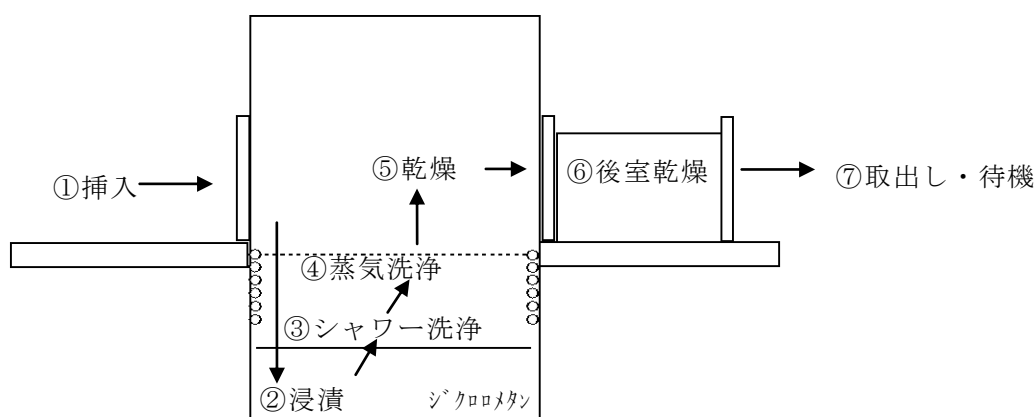 ①挿入
②浸漬
③シャワー洗浄
④蒸気洗浄
⑤乾燥
⑥後室乾燥
⑦取出し・待機
ｼﾞｸﾛﾛﾒﾀﾝ